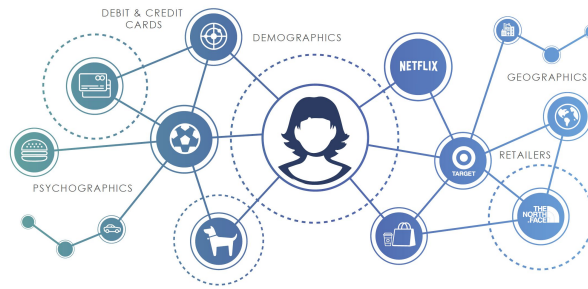 DEBIT & CREDIT
CARDS
DEMOGRAPHICS
NETFLIX
GEOGRAPHICS
TARGET
RETAILERS
PSYCHOGRAPHICS
THE
NORTH
FACE